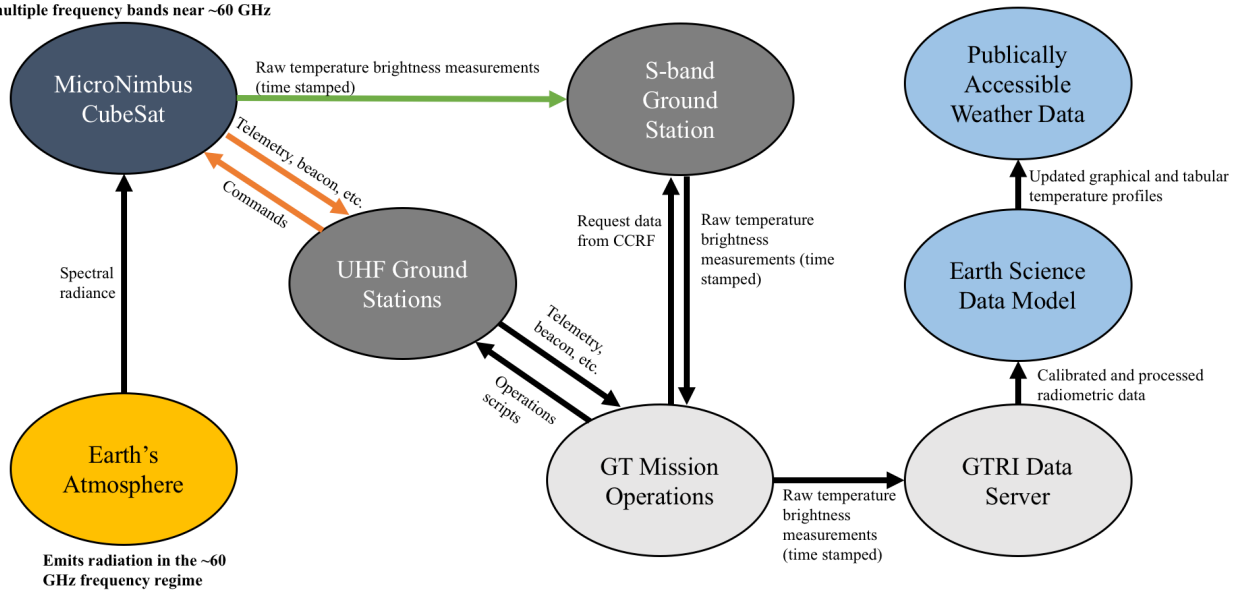 multiple frequency bands near ~60 GHz
MicroNimbus
CubeSat
Raw temperature brightness measurements
(time stamped)
S-band
Ground
Station
Publically
Accessible
Weather Data
Telemetry, beacon, etc.
Commands
Updated graphical and tabular
temperature profiles
Request data
from CCRF
Raw temperature
brightness
measurements (time
stamped)
Spectral
radiance
UHF Ground
Stations
Earth Science
Data Model
Telemetry,
beacon, etc.
Operations
scripts
Calibrated and processed
radiometric data
Earth's
Atmosphere
GT Mission
Operations
Raw temperature
brightness
measurements
(time stamped)
GTRI Data
Server
Emits radiation in the ~60
GHz frequency regime